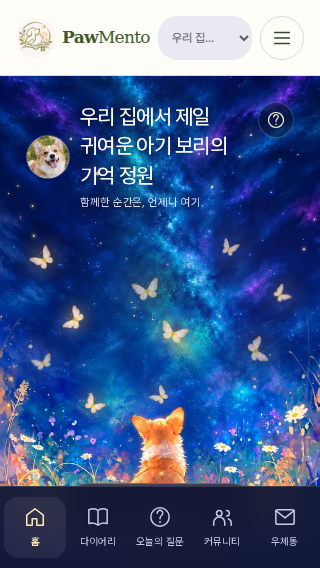 PawMento
우리 집...
우리 집에서 제일
귀여운 아기 보리의
기억 정원
함께한 순간은, 언제나 여기.
홈
다이어리
오늘의 질문
커뮤니티
우체통